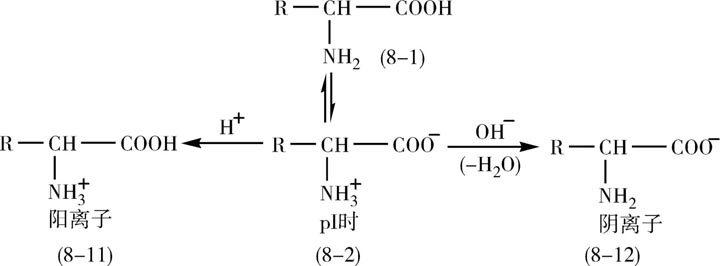 R—CH—COOH
NH₂ (8-1)
R—CH—COOH H⁺ R—CH—COO⁻ OH⁻ (-H₂O) R—CH—COO⁻
NH₃⁺ NH₃⁺ NH₂
阳离子 pI时 阴离子
(8-11) (8-2) (8-12)